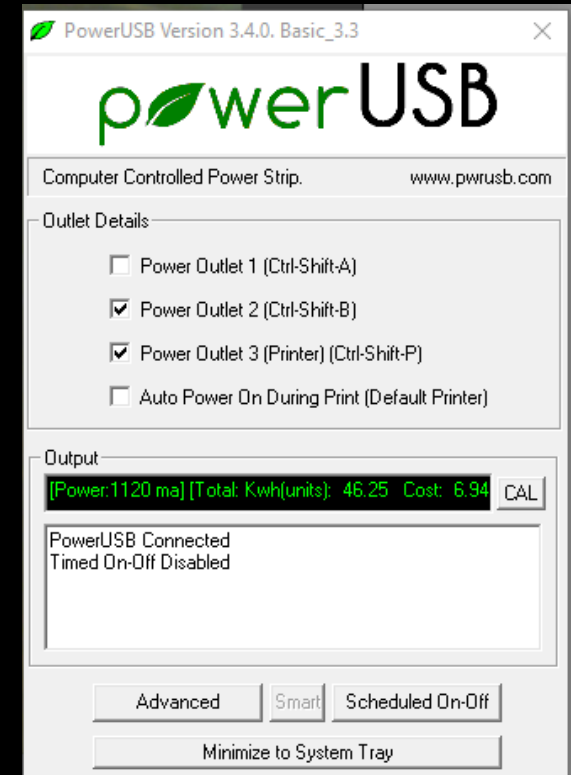 PowerUSB Version 3.4.0. Basic_3.3
powerUSB
Computer Controlled Power Strip. www.pwrusb.com
Outlet Details
Power Outlet 1 (Ctrl-Shift-A)
Power Outlet 2 (Ctrl-Shift-B)
Power Outlet 3 (Printer) (Ctrl-Shift-P)
Auto Power On During Print (Default Printer)
Output
[Power:1120 ma] [Total: Kwh(units): 46.25 Cost: 6.94 CAL
PowerUSB Connected
Timed On-Off Disabled
Advanced Smart Scheduled On-Off
Minimize to System Tray